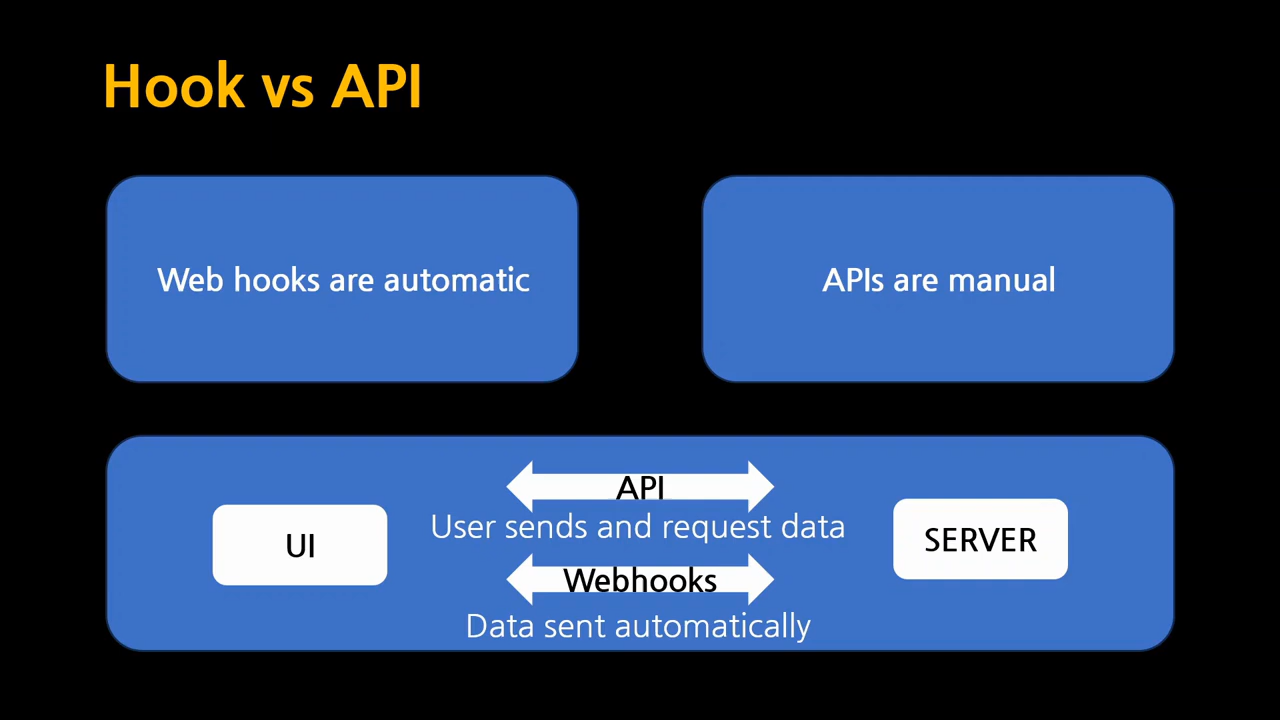 Hook vs API
Web hooks are automatic
APIs are manual
API
User sends and request data
UI
SERVER
Webhooks
Data sent automatically